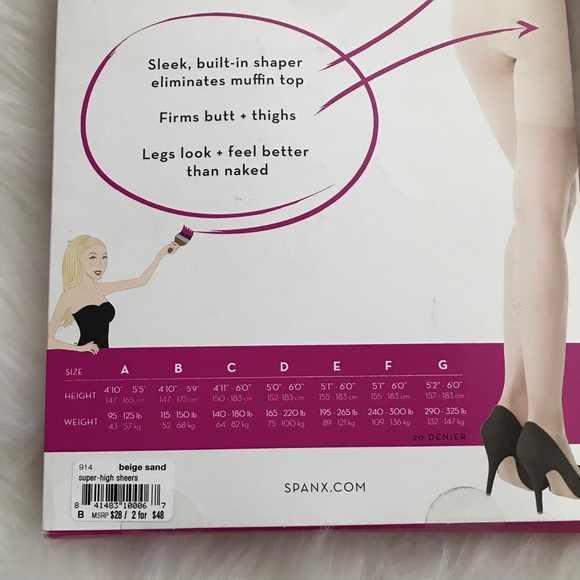 Sleek, built-in shaper
eliminates muffin top
Firms butt + thighs
Legs look + feel better
than naked
SIZE A B C D E F G
HEIGHT 4'10" - 5'5" 4'10" - 5'9" 4'11" - 6'0" 5'0" - 6'0" 5'1" - 6'0" 5'1" - 6'0" 5'2" - 6'0"
147 - 165 cm 147 - 175 cm 150 - 183 cm 152 - 183 cm 155 - 183 cm 155 - 183 cm 157 - 183 cm
WEIGHT 95 - 125 lb 115 - 150 lb 140 - 180 lb 165 - 220 lb 195 - 265 lb 240 - 300 lb 290 - 325 lb
43 - 57 kg 52 - 68 kg 64 - 82 kg 75 - 100 kg 89 - 121 kg 109 - 136 kg 132 - 147 kg
20 DENIER
914 beige sand
super-high sheers
8 41483 10006 7
B MSRP $28 / 2 for $48
SPANX.COM